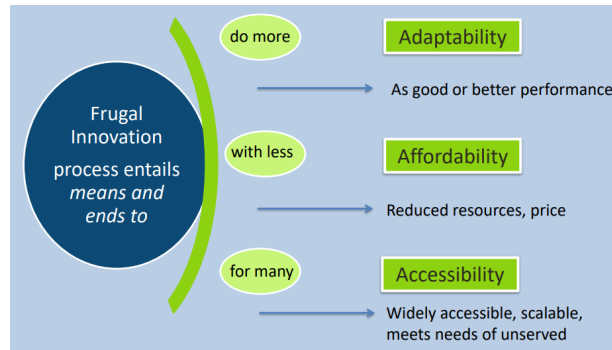 Frugal
Innovation
process entails
means and
ends to
do more
Adaptability
As good or better performance
with less
Affordability
Reduced resources, price
for many
Accessibility
Widely accessible, scalable,
meets needs of unserved